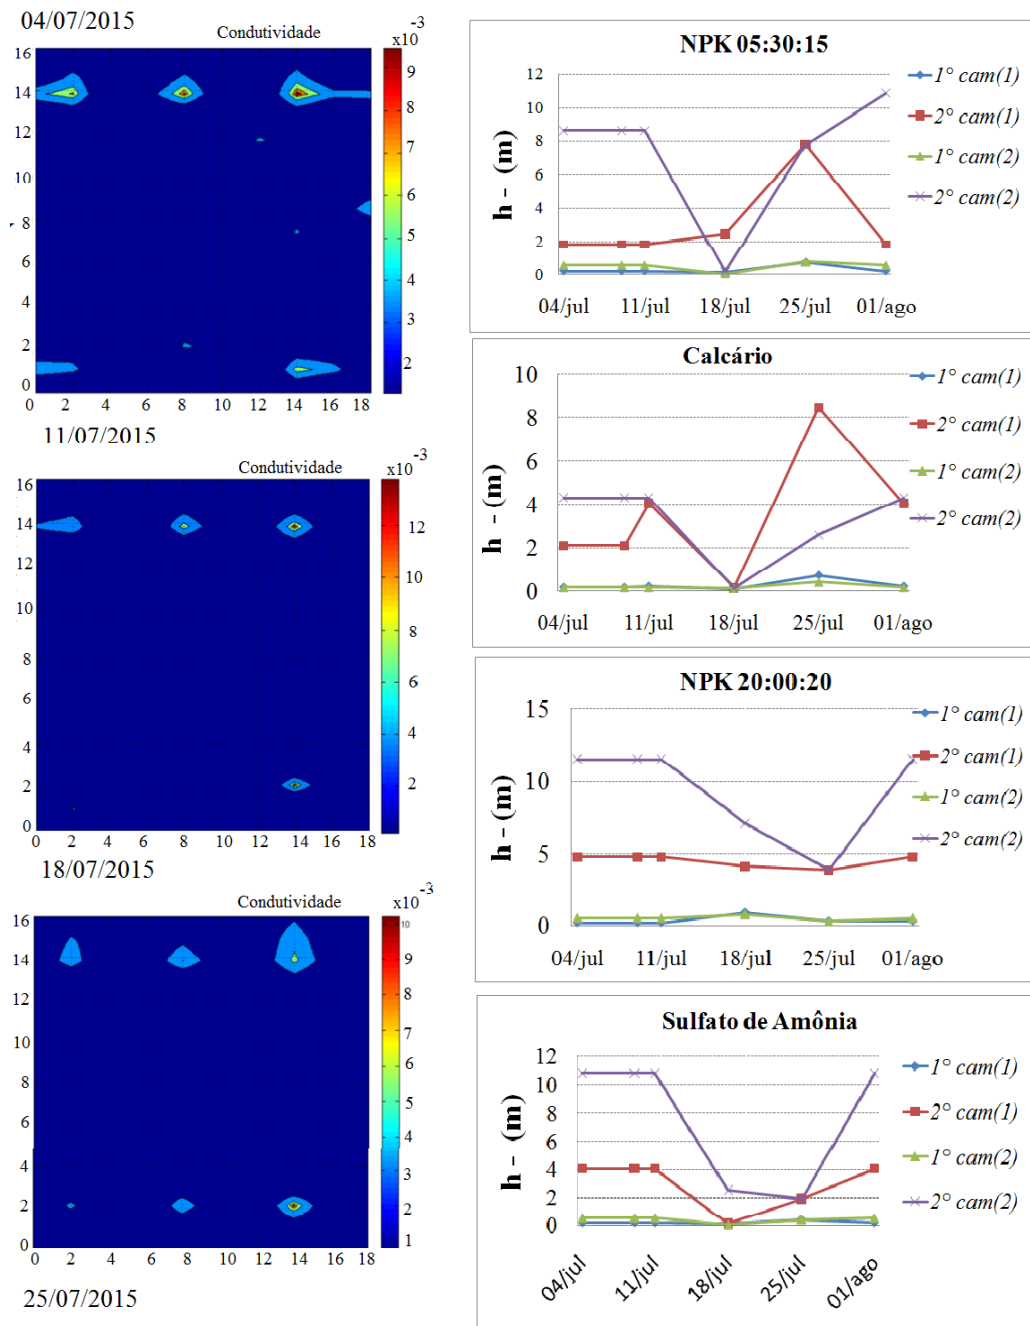 04/07/2015
Condutividade
x10
-3
16
14
12
10
8
6
4
2
0
0 2 4 6 8 10 12 14 16 18
9
8
7
6
5
4
3
2
11/07/2015
Condutividade
x10
-3
16
14
12
10
8
6
4
2
0
0 2 4 6 8 10 12 14 16 18
12
10
8
6
4
2
18/07/2015
Condutividade
x10
-3
16
14
12
10
8
6
4
2
0
0 2 4 6 8 10 12 14 16 18
10
9
8
7
6
5
4
3
2
1
25/07/2015
NPK 05:30:15
h - (m)
12
10
8
6
4
2
0
04/jul 11/jul 18/jul 25/jul 01/ago
1° cam(1)
2° cam(1)
1° cam(2)
2° cam(2)
Calcário
h - (m)
10
8
6
4
2
0
04/jul 11/jul 18/jul 25/jul 01/ago
1° cam(1)
2° cam(1)
1° cam(2)
2° cam(2)
NPK 20:00:20
h - (m)
15
10
5
0
04/jul 11/jul 18/jul 25/jul 01/ago
1° cam(1)
2° cam(1)
1° cam(2)
2° cam(2)
Sulfato de Amônia
h - (m)
12
10
8
6
4
2
0
04/jul 11/jul 18/jul 25/jul 01/ago
1° cam(1)
2° cam(1)
1° cam(2)
2° cam(2)